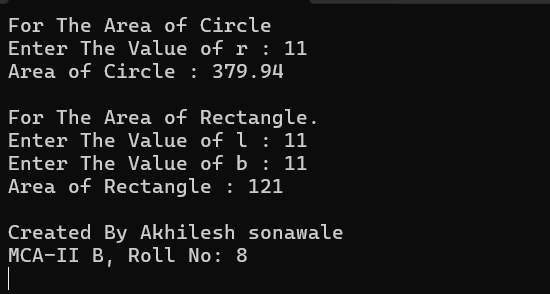 For The Area of Circle
Enter The Value of r : 11
Area of Circle : 379.94
For The Area of Rectangle.
Enter The Value of l : 11
Enter The Value of b : 11
Area of Rectangle : 121
Created By Akhilesh sonawale
MCA-II B, Roll No: 8